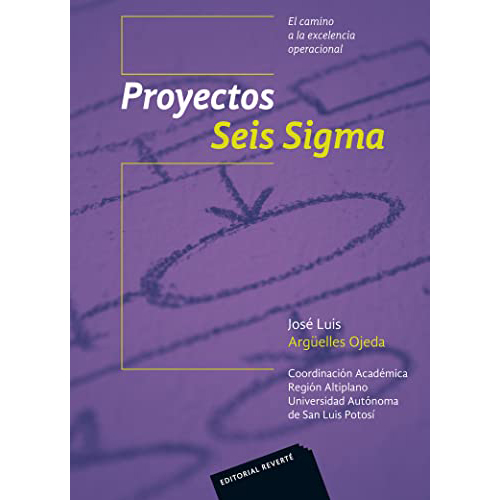 El camino
a la excelencia
operacional
Proyectos
Seis Sigma
José Luis
Argüelles Ojeda
Coordinación Académica
Región Altiplano
Universidad Autónoma
de San Luis Potosí
EDITORIAL REVERTÉ